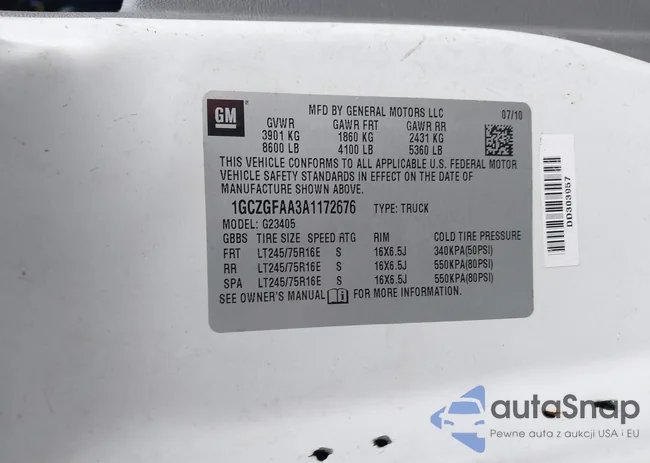 GM
MFD BY GENERAL MOTORS LLC 07/10
GVWR GAWR FRT GAWR RR
3901 KG 1860 KG 2431 KG
8600 LB 4100 LB 5360 LB
THIS VEHICLE CONFORMS TO ALL APPLICABLE U.S. FEDERAL MOTOR
VEHICLE SAFETY STANDARDS IN EFFECT ON THE DATE OF
MANUFACTURE SHOWN ABOVE.
1GCZGFAA3A1172676 TYPE: TRUCK
MODEL: G23405
GBBS TIRE SIZE SPEED RTG RIM COLD TIRE PRESSURE
FRT LT245/75R16E S 16X6.5J 340KPA(50PSI)
RR LT245/75R16E S 16X6.5J 550KPA(80PSI)
SPA LT245/75R16E S 16X6.5J 550KPA(80PSI)
SEE OWNER'S MANUAL FOR MORE INFORMATION.
DD303957
autoSnap
Pewne auta z aukcji USA i EU